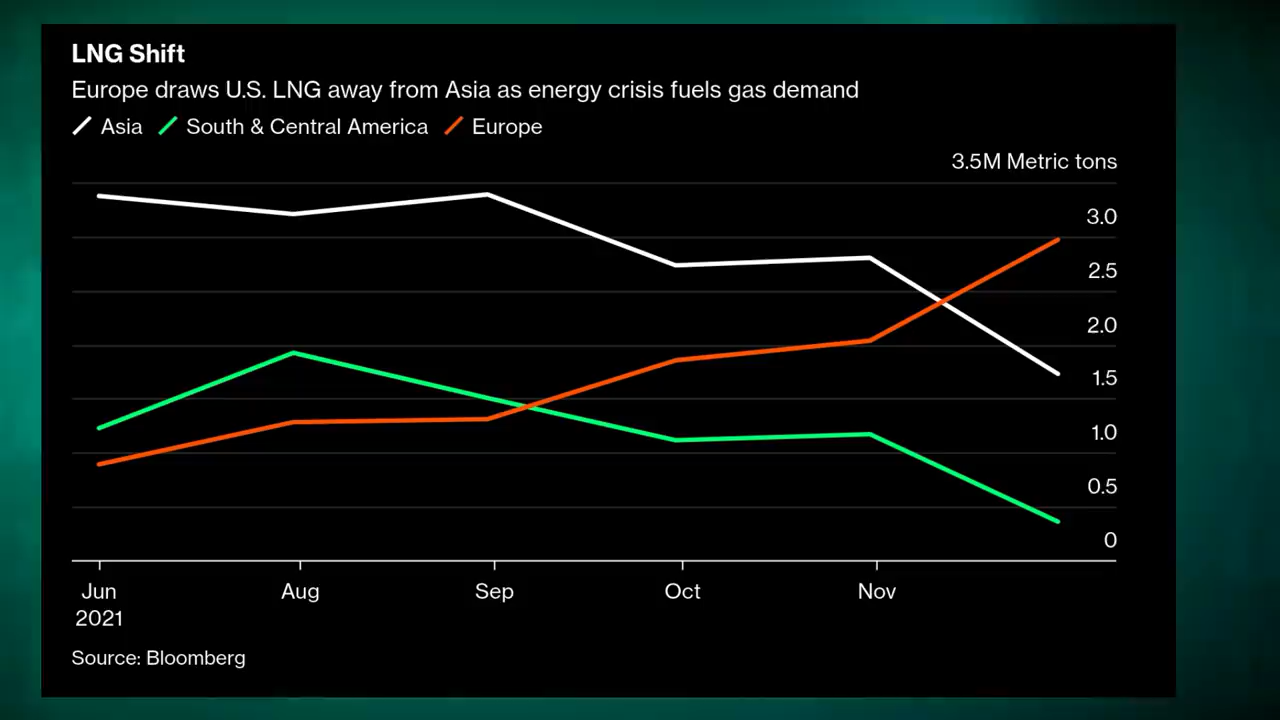 LNG Shift
Europe draws U.S. LNG away from Asia as energy crisis fuels gas demand
Asia South & Central America Europe
3.5M Metric tons
3.0
2.5
2.0
1.5
1.0
0.5
0
Jun Aug Sep Oct Nov
2021
Source: Bloomberg